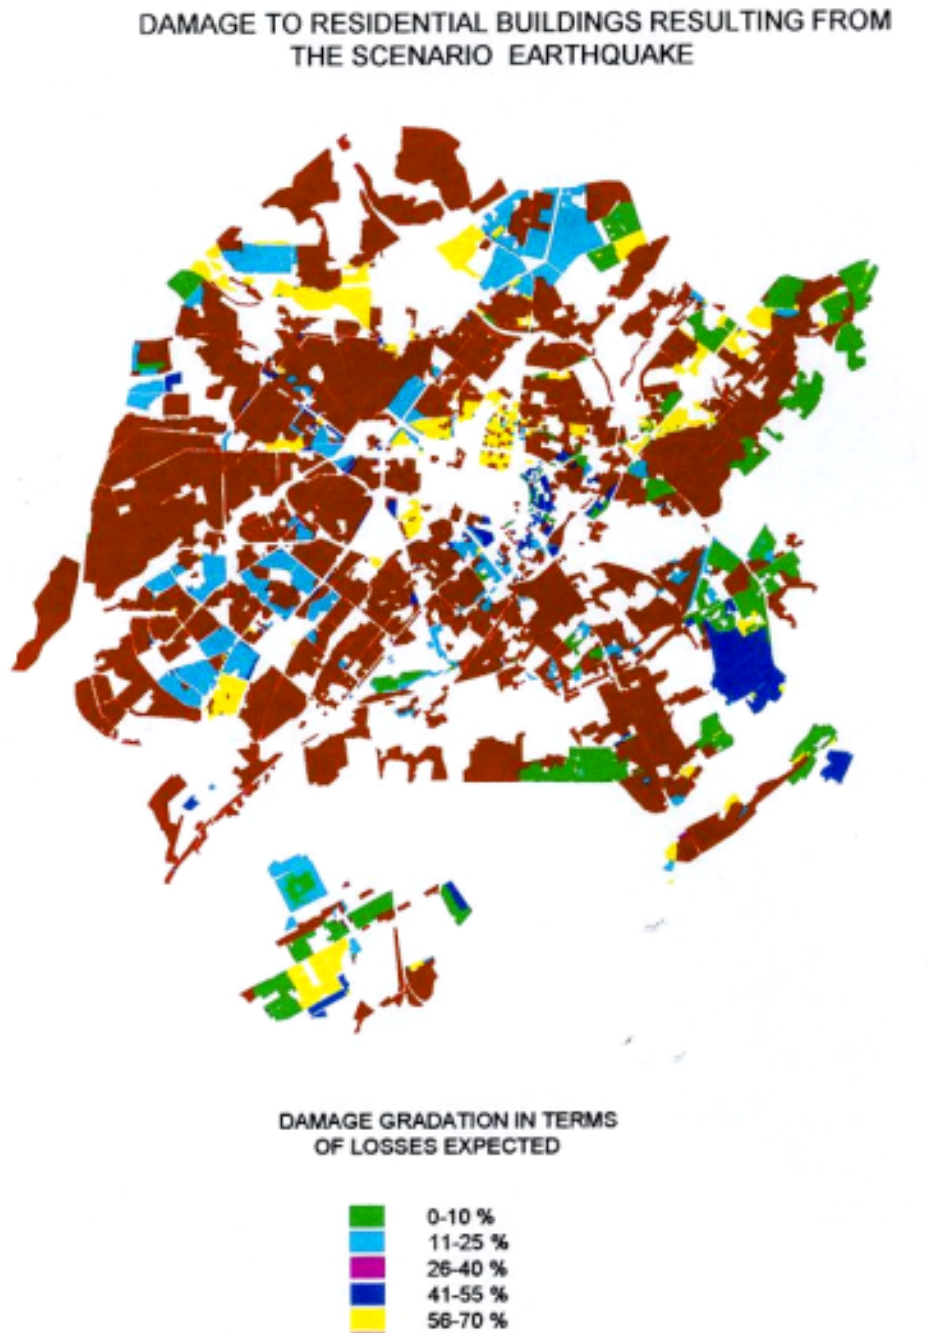 DAMAGE TO RESIDENTIAL BUILDINGS RESULTING FROM
THE SCENARIO EARTHQUAKE
DAMAGE GRADATION IN TERMS
OF LOSSES EXPECTED
0-10 %
11-25 %
26-40 %
41-55 %
56-70 %